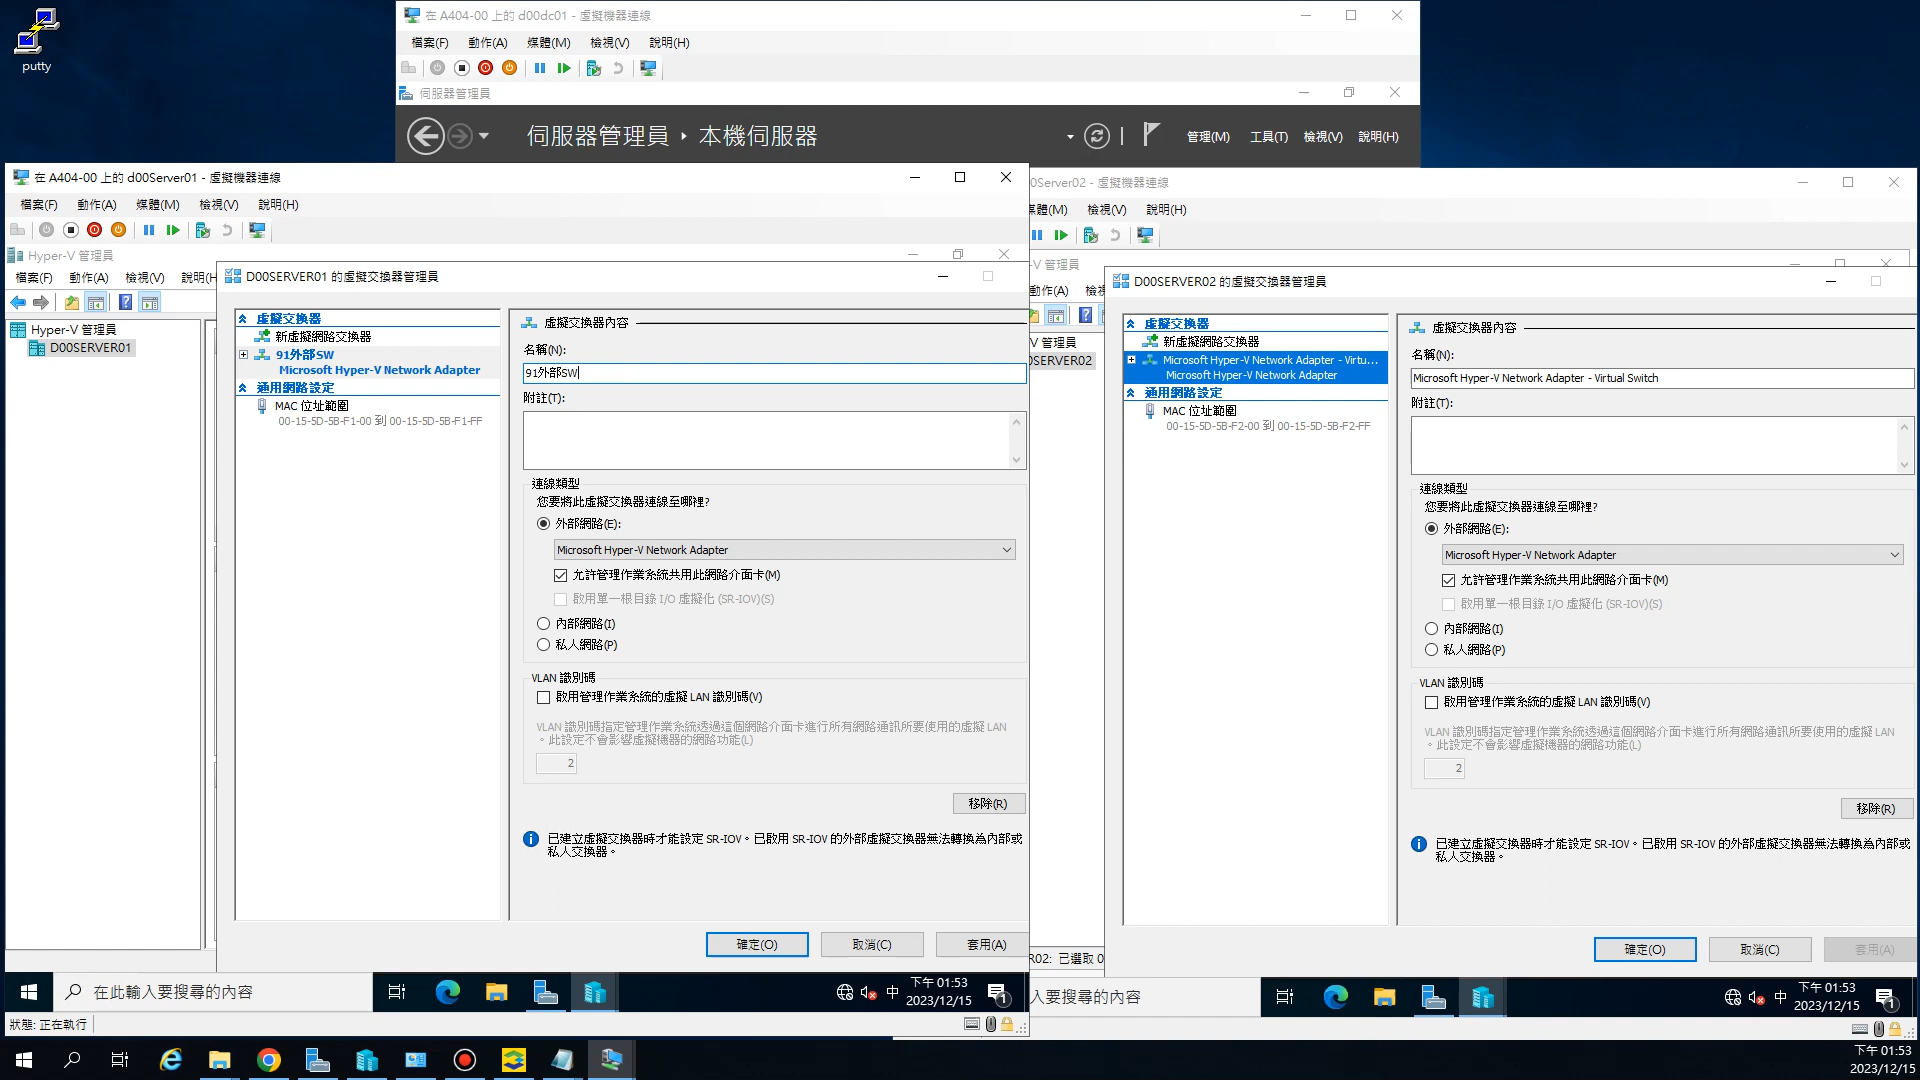 putty
在 A404-00 上的 d00dc01 - 虛擬機器連線
檔案(F) 動作(A) 媒體(M) 檢視(V) 說明(H)
伺服器管理員
伺服器管理員 ‣ 本機伺服器
管理(M) 工具(T) 檢視(V) 說明(H)
在 A404-00 上的 d00Server01 - 虛擬機器連線
檔案(F) 動作(A) 媒體(M) 檢視(V) 說明(H)
Hyper-V 管理員
檔案(F) 動作(A) 檢視(V) 說明(H
Hyper-V 管理員
D00SERVER01
D00SERVER01 的虛擬交換器管理員
虛擬交換器
新虛擬網路交換器
91外部SW
Microsoft Hyper-V Network Adapter
通用網路設定
MAC 位址範圍
00-15-5D-5B-F1-00 到 00-15-5D-5B-F1-FF
虛擬交換器內容
名稱(N):
91外部SW
附註(T):
連線類型
您要將此虛擬交換器連線至哪裡?
外部網路(E):
Microsoft Hyper-V Network Adapter
允許管理作業系統共用此網路介面卡(M)
啟用單一根目錄 I/O 虛擬化 (SR-IOV)(S)
內部網路(I)
私人網路(P)
VLAN 識別碼
啟用管理作業系統的虛擬 LAN 識別碼(V)
VLAN 識別碼指定管理作業系統透過這個網路介面卡進行所有網路通訊所要使用的虛擬 LAN
。此設定不會影響虛擬機器的網路功能(L)
2
移除(R)
已建立虛擬交換器時才能設定 SR-IOV。已啟用 SR-IOV 的外部虛擬交換器無法轉換為內部或
私人交換器。
確定(O) 取消(C) 套用(A)
在此輸入要搜尋的內容
中
下午 01:53
2023/12/15
1
狀態: 正在執行
00Server02 - 虛擬機器連線
媒體(M) 檢視(V) 說明(H)
-V 管理員
動作(A)
V 管理員
0SERVER02
D00SERVER02 的虛擬交換器管理員
虛擬交換器
新虛擬網路交換器
Microsoft Hyper-V Network Adapter - Virtu...
Microsoft Hyper-V Network Adapter
通用網路設定
MAC 位址範圍
00-15-5D-5B-F2-00 到 00-15-5D-5B-F2-FF
虛擬交換器內容
名稱(N):
Microsoft Hyper-V Network Adapter - Virtual Switch
附註(T):
連線類型
您要將此虛擬交換器連線至哪裡?
外部網路(E):
Microsoft Hyper-V Network Adapter
允許管理作業系統共用此網路介面卡(M)
啟用單一根目錄 I/O 虛擬化 (SR-IOV)(S)
內部網路(I)
私人網路(P)
VLAN 識別碼
啟用管理作業系統的虛擬 LAN 識別碼(V)
VLAN 識別碼指定管理作業系統透過這個網路介面卡進行所有網路通訊所要使用的虛擬 LAN
。此設定不會影響虛擬機器的網路功能(L)
2
移除(R)
已建立虛擬交換器時才能設定 SR-IOV。已啟用 SR-IOV 的外部虛擬交換器無法轉換為內部或
私人交換器。
確定(O) 取消(C) 套用(A)
R02: 已選取 0
入要搜尋的內容
中
下午 01:53
2023/12/15
1
下午 01:53
2023/12/15